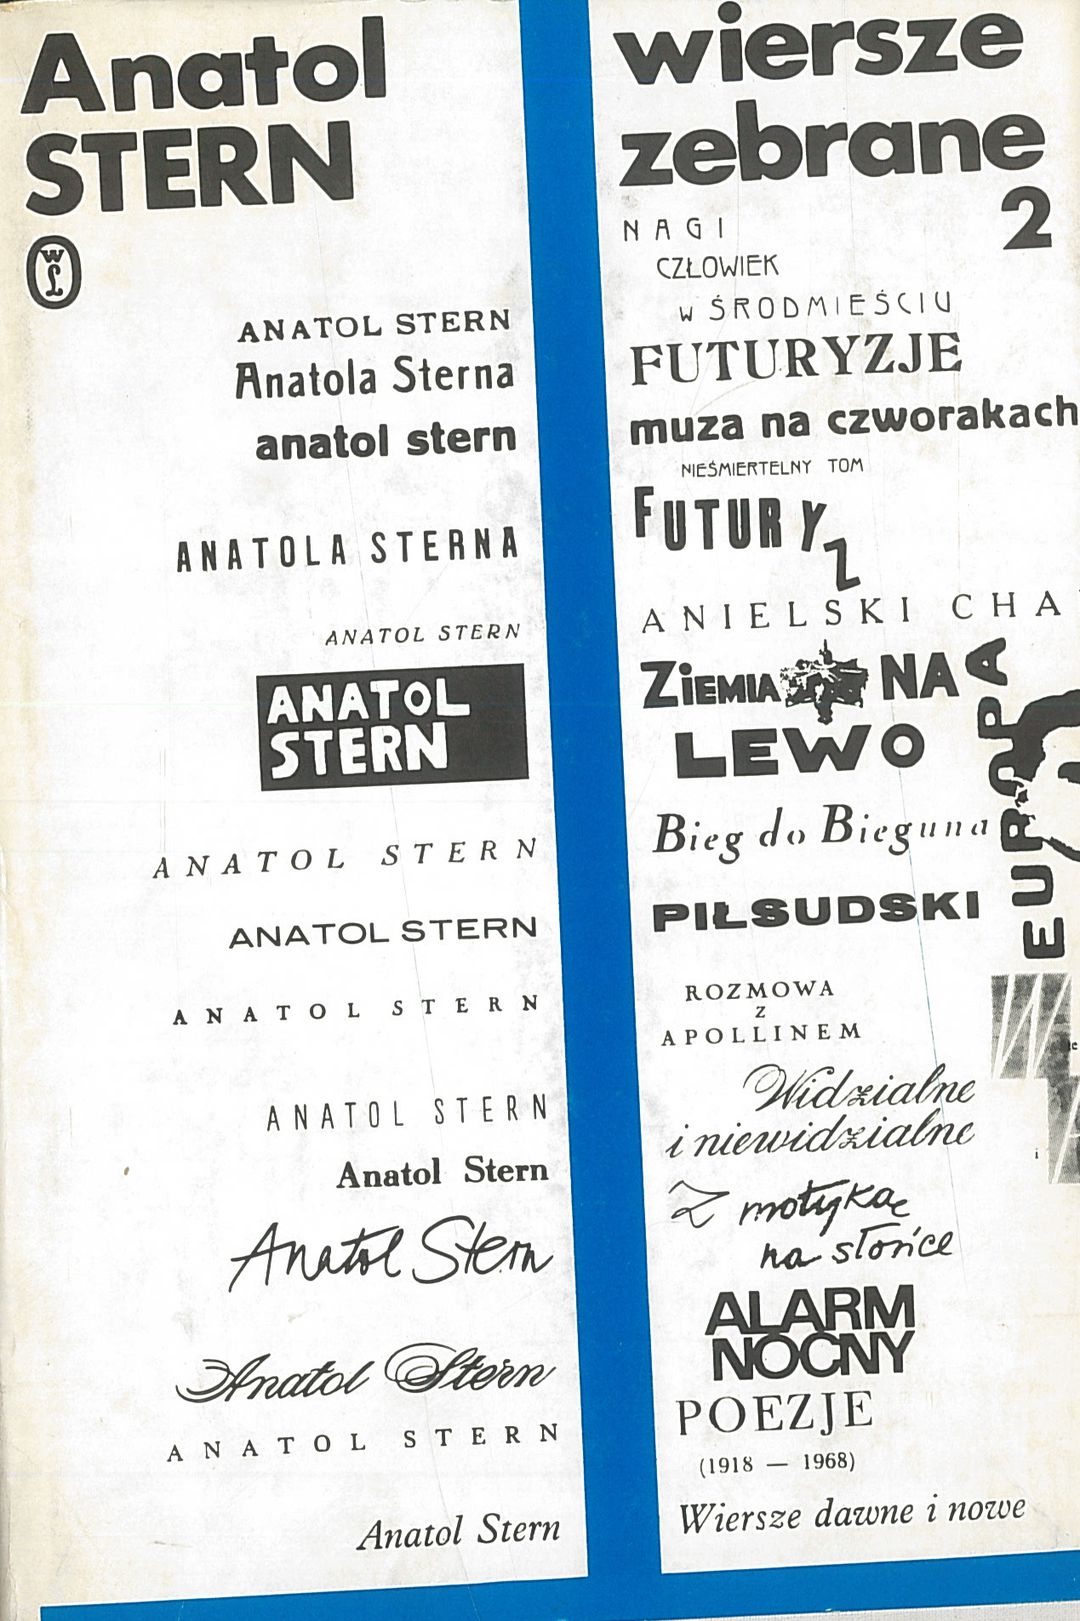 Anatol
STERN
WL
ANATOL STERN
Anatola Sterna
anatol stern
ANATOLA STERNA
ANATOL STERN
ANATOL
STERN
ANATOL STERN
ANATOL STERN
ANATOL STERN
ANATOL STERN
Anatol Stern
Anatol Stern
Anatol Stern
ANATOL STERN
Anatol Stern
wiersze
zebrane
2
NAGI
CZŁOWIEK
W ŚRODMIEŚCIU
FUTURYZJE
muza na czworakach
NIEŚMIERTELNY TOM
FUTURYZ
ANIELSKI CHA
ZIEMIA NA
LEWO
EUROPA
Bieg do Bieguna
PIŁSUDSKI
ROZMOWA
Z
APOLLINEM
Widzialne
i niewidzialne
Z motyką
na słońce
ALARM
NOCNY
POEZJE
(1918 — 1968)
Wiersze dawne i nowe